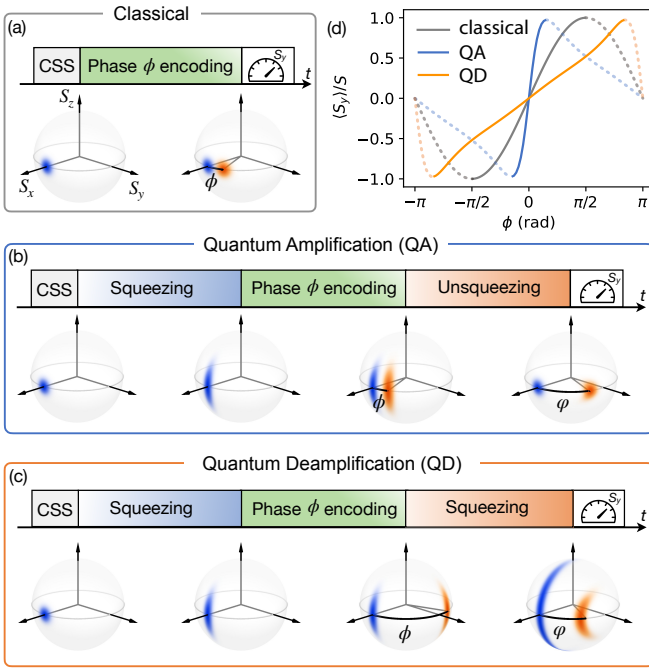 Classical
(a)
CSS Phase ϕ encoding S_y t
S_z
S_x ϕ S_y
(d)
classical
QA
QD
⟨S_y⟩/S
1.0
0.5
0.0
−0.5
−1.0
−π −π/2 0 π/2 π
ϕ (rad)
Quantum Amplification (QA)
(b)
CSS Squeezing Phase ϕ encoding Unsqueezing S_y t
ϕ φ
Quantum Deamplification (QD)
(c)
CSS Squeezing Phase ϕ encoding Squeezing S_y t
ϕ φ